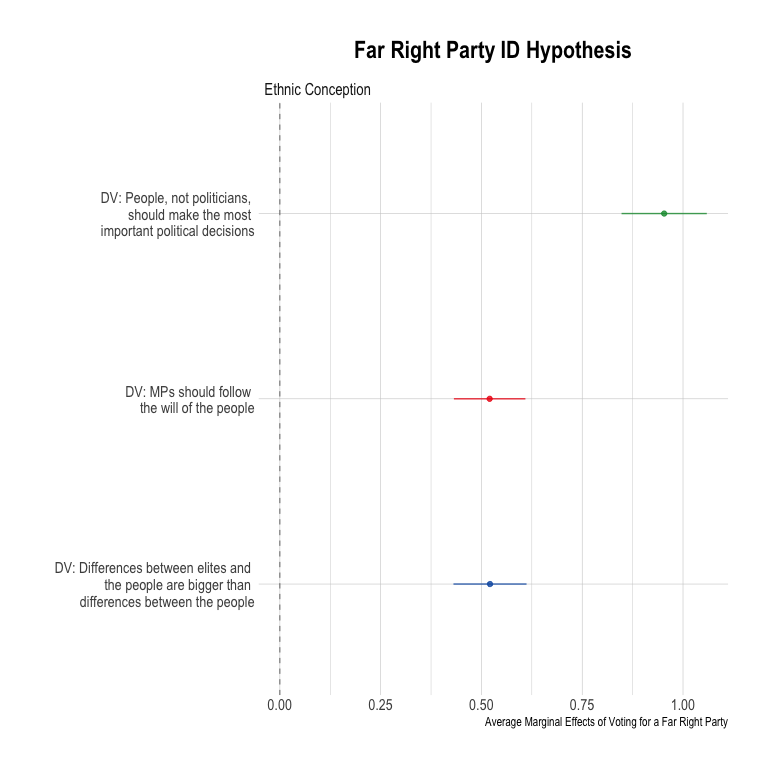 Far Right Party ID Hypothesis
Ethnic Conception
DV: People, not politicians,
should make the most
important political decisions
DV: MPs should follow
the will of the people
DV: Differences between elites and
the people are bigger than
differences between the people
0.00 0.25 0.50 0.75 1.00
Average Marginal Effects of Voting for a Far Right Party